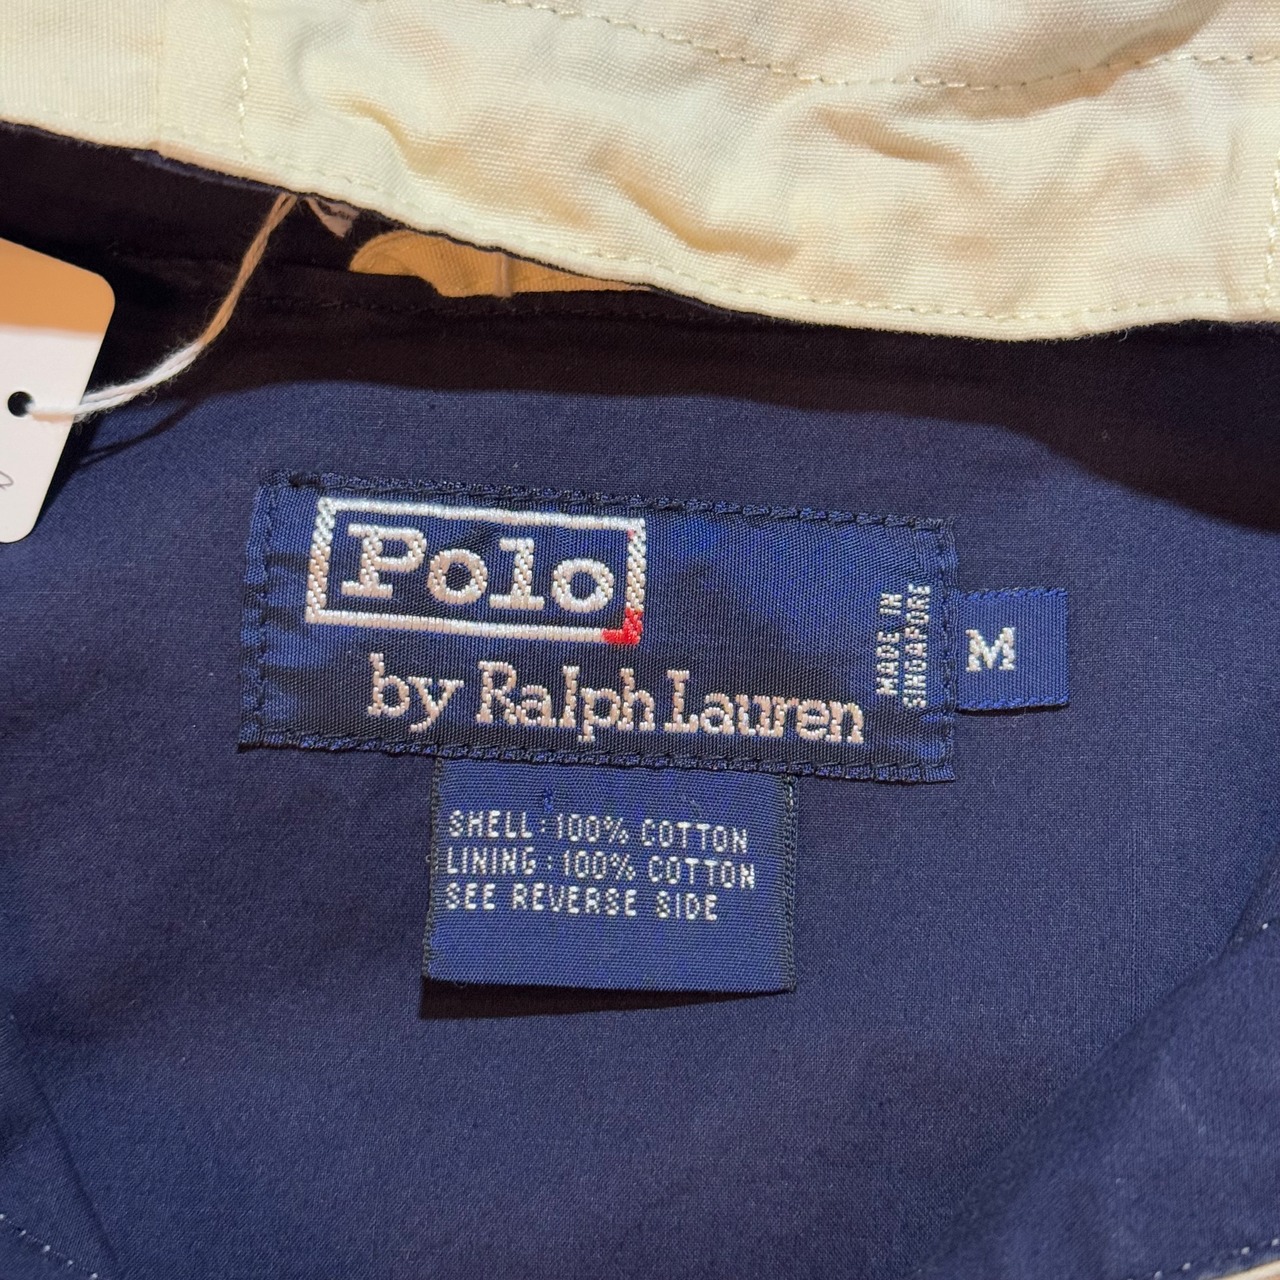 Polo
by Ralph Lauren
MADE IN
SINGAPORE
M
SHELL : 100% COTTON
LINING : 100% COTTON
SEE REVERSE SIDE